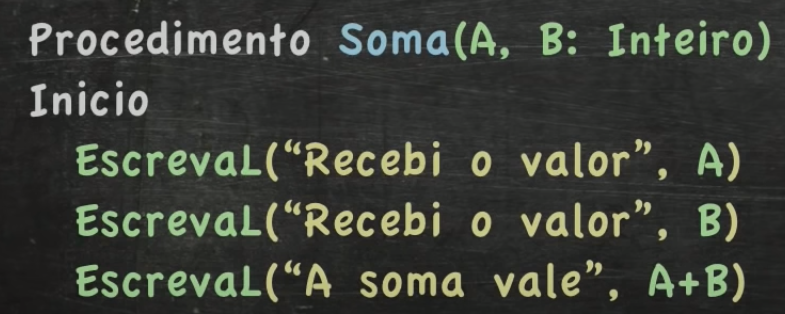 Procedimento Soma(A, B: Inteiro)
Inicio
EscrevaL(“Recebi o valor”, A)
EscrevaL(“Recebi o valor”, B)
EscrevaL(“A soma vale”, A+B)